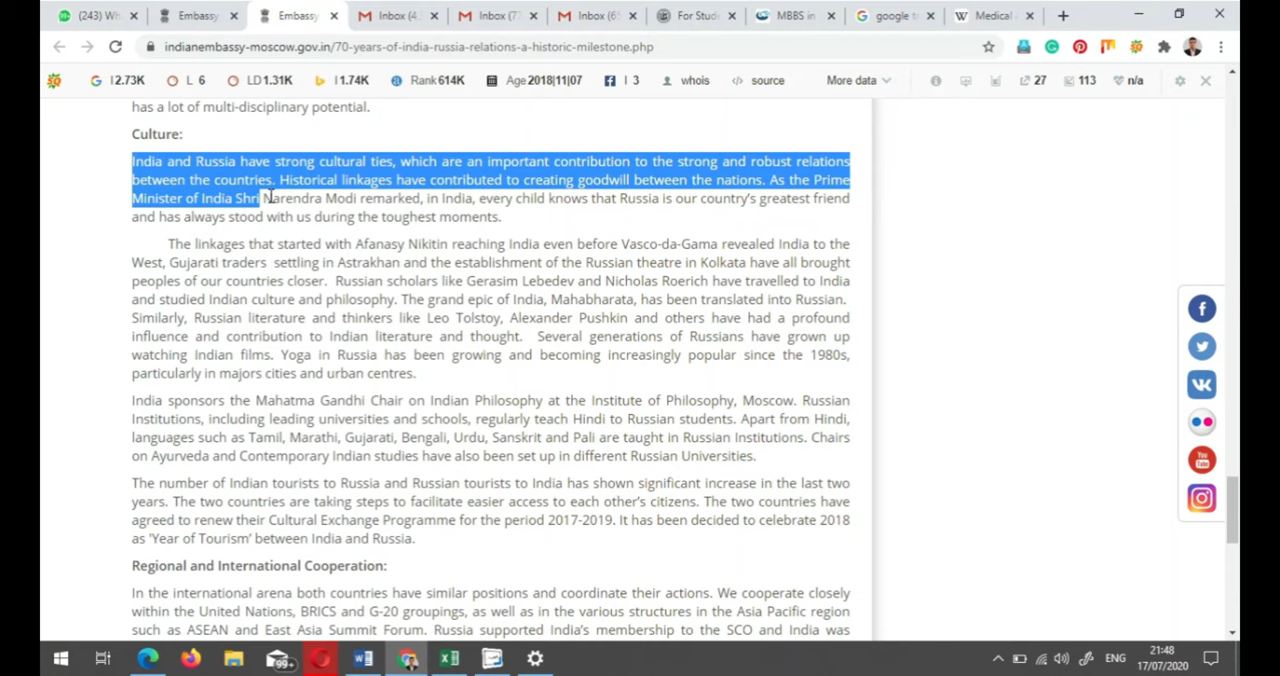 (243) Wh
Embassy
Embassy
Inbox (4
Inbox (7
Inbox (6
For Stud
MBBS in
google t
Medical
indianembassy-moscow.gov.in/70-years-of-india-russia-relations-a-historic-milestone.php
I 2.73K
L 6
LD 1.31K
I 1.74K
Rank 614K
Age 2018|11/07
I 3
whois
source
More data
27
113
n/a
has a lot of multi-disciplinary potential.
Culture:
India and Russia have strong cultural ties, which are an important contribution to the strong and robust relations
between the countries. Historical linkages have contributed to creating goodwill between the nations. As the Prime
Minister of India Shri Narendra Modi remarked, in India, every child knows that Russia is our country's greatest friend
and has always stood with us during the toughest moments.
The linkages that started with Afanasy Nikitin reaching India even before Vasco-da-Gama revealed India to the
West, Gujarati traders settling in Astrakhan and the establishment of the Russian theatre in Kolkata have all brought
peoples of our countries closer. Russian scholars like Gerasim Lebedev and Nicholas Roerich have travelled to India
and studied Indian culture and philosophy. The grand epic of India, Mahabharata, has been translated into Russian.
Similarly, Russian literature and thinkers like Leo Tolstoy, Alexander Pushkin and others have had a profound
influence and contribution to Indian literature and thought. Several generations of Russians have grown up
watching Indian films. Yoga in Russia has been growing and becoming increasingly popular since the 1980s,
particularly in majors cities and urban centres.
India sponsors the Mahatma Gandhi Chair on Indian Philosophy at the Institute of Philosophy, Moscow. Russian
Institutions, including leading universities and schools, regularly teach Hindi to Russian students. Apart from Hindi,
languages such as Tamil, Marathi, Gujarati, Bengali, Urdu, Sanskrit and Pali are taught in Russian Institutions. Chairs
on Ayurveda and Contemporary Indian studies have also been set up in different Russian Universities.
The number of Indian tourists to Russia and Russian tourists to India has shown significant increase in the last two
years. The two countries are taking steps to facilitate easier access to each other's citizens. The two countries have
agreed to renew their Cultural Exchange Programme for the period 2017-2019. It has been decided to celebrate 2018
as 'Year of Tourism' between India and Russia.
Regional and International Cooperation:
In the international arena both countries have similar positions and coordinate their actions. We cooperate closely
within the United Nations, BRICS and G-20 groupings, as well as in the various structures in the Asia Pacific region
such as ASEAN and East Asia Summit Forum. Russia supported India's membership to the SCO and India was
99+
ENG
21:48
17/07/2020